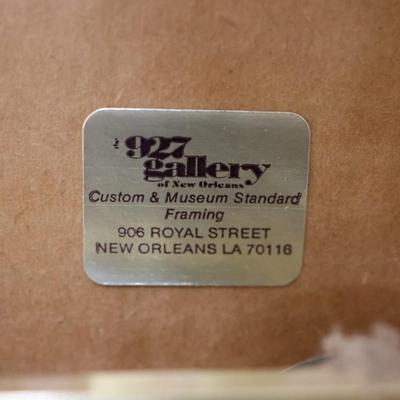 the 927
gallery
of New Orleans
Custom & Museum Standard
Framing
906 ROYAL STREET
NEW ORLEANS LA 70116